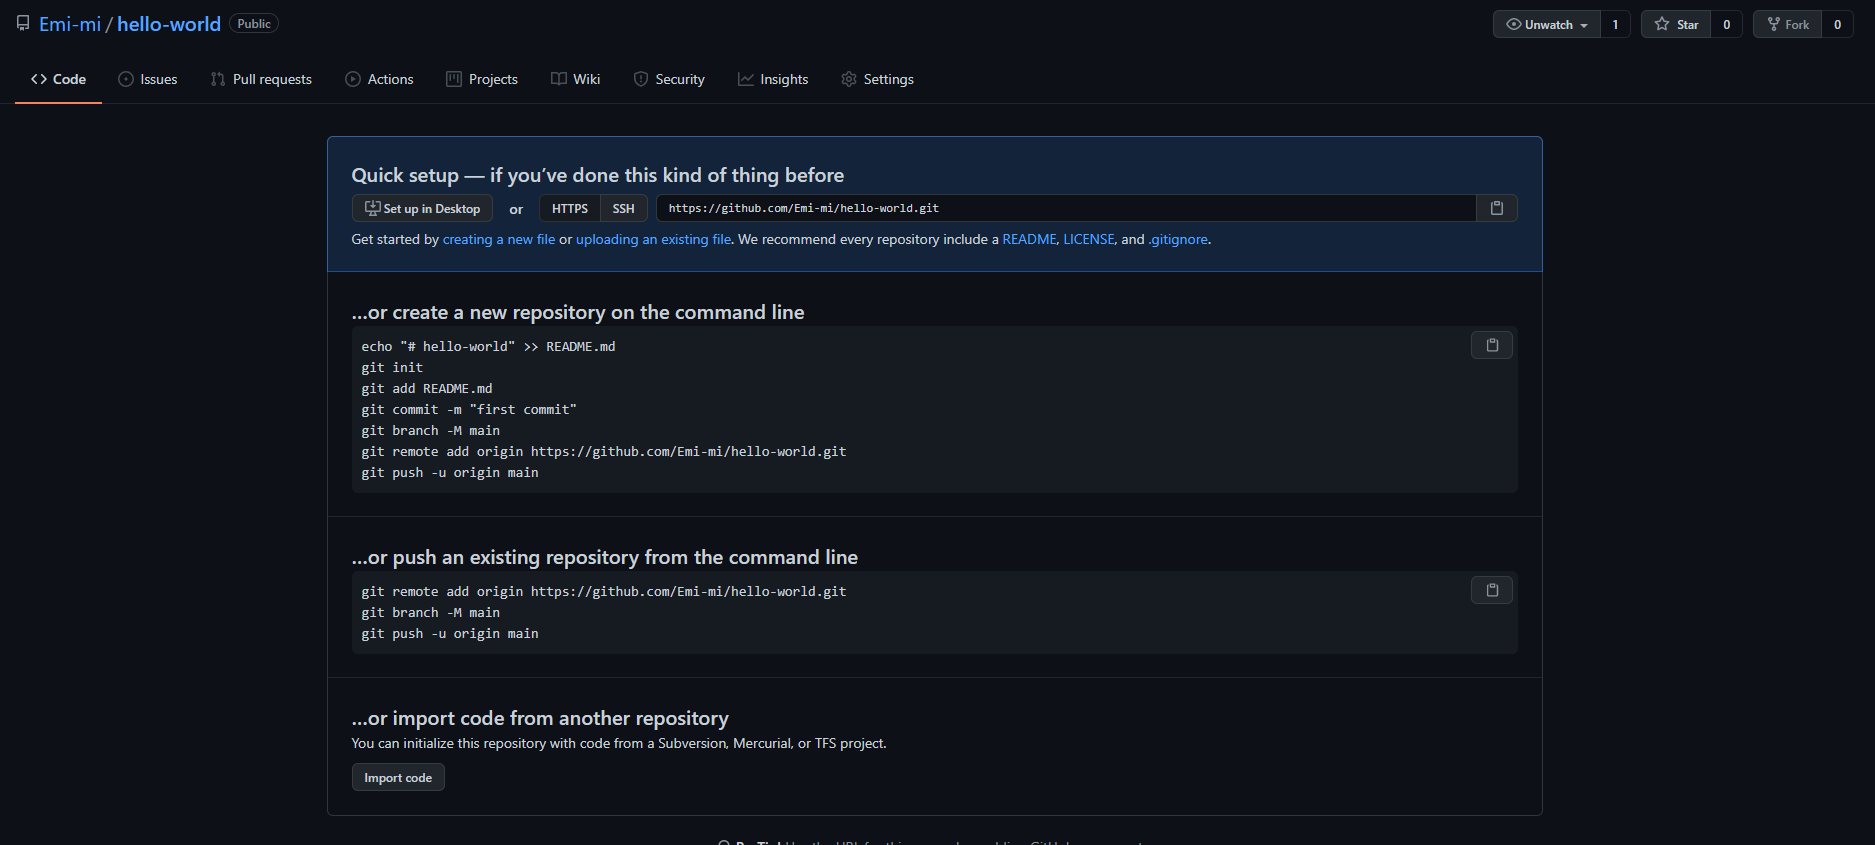 Emi-mi / hello-world Public
Unwatch 1 Star 0 Fork 0
Code Issues Pull requests Actions Projects Wiki Security Insights Settings
Quick setup — if you’ve done this kind of thing before
Set up in Desktop or HTTPS SSH https://github.com/Emi-mi/hello-world.git
Get started by creating a new file or uploading an existing file. We recommend every repository include a README, LICENSE, and .gitignore.
…or create a new repository on the command line
echo "# hello-world" >> README.md
git init
git add README.md
git commit -m "first commit"
git branch -M main
git remote add origin https://github.com/Emi-mi/hello-world.git
git push -u origin main
…or push an existing repository from the command line
git remote add origin https://github.com/Emi-mi/hello-world.git
git branch -M main
git push -u origin main
…or import code from another repository
You can initialize this repository with code from a Subversion, Mercurial, or TFS project.
Import code